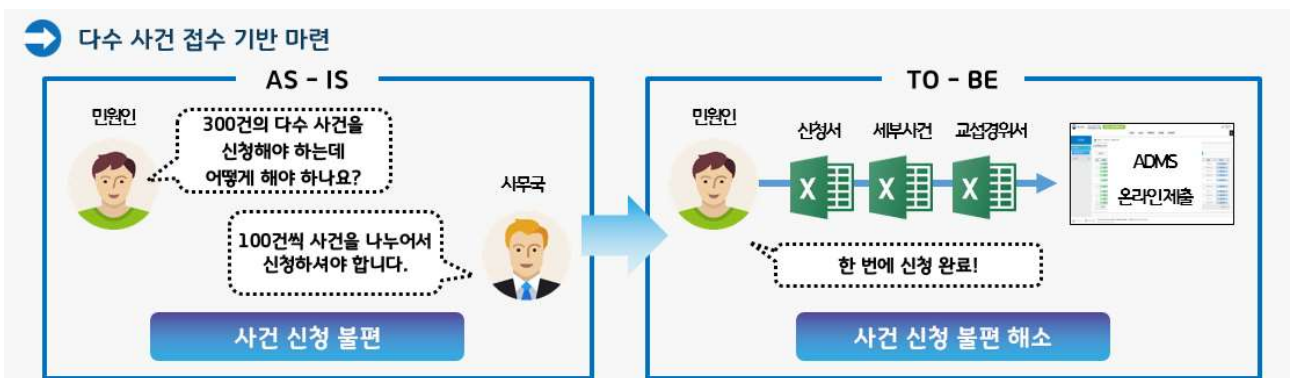 다수 사건 접수 기반 마련
AS - IS
민원인
300건의 다수 사건을
신청해야 하는데
어떻게 해야 하나요?
사무국
100건씩 사건을 나누어서
신청하셔야 합니다.
사건 신청 불편
TO - BE
민원인
신청서
세부사건
교섭경위서
X
X
X
ADMS
온라인제출
한 번에 신청 완료!
사건 신청 불편 해소